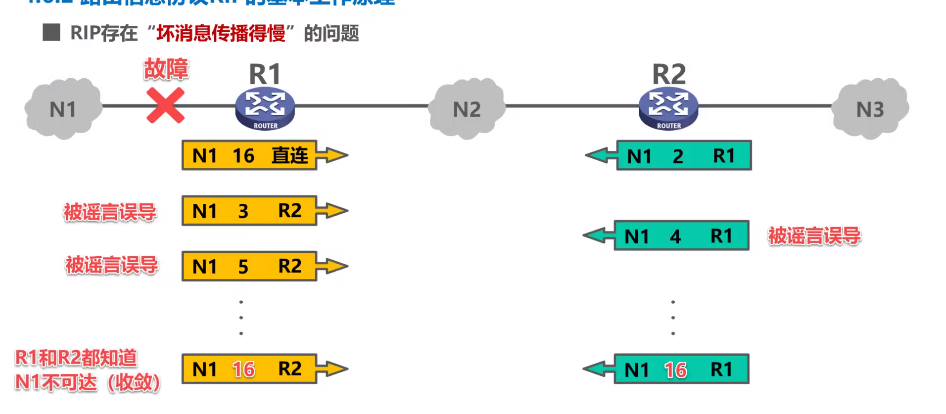 ■ RIP存在“坏消息传播得慢”的问题
故障
R1
R2
N1
N2
N3
ROUTER
ROUTER
N1 16 直连
N1 2 R1
被谣言误导
N1 3 R2
N1 4 R1
被谣言误导
被谣言误导
N1 5 R2
R1和R2都知道
N1不可达（收敛）
N1 16 R2
N1 16 R1